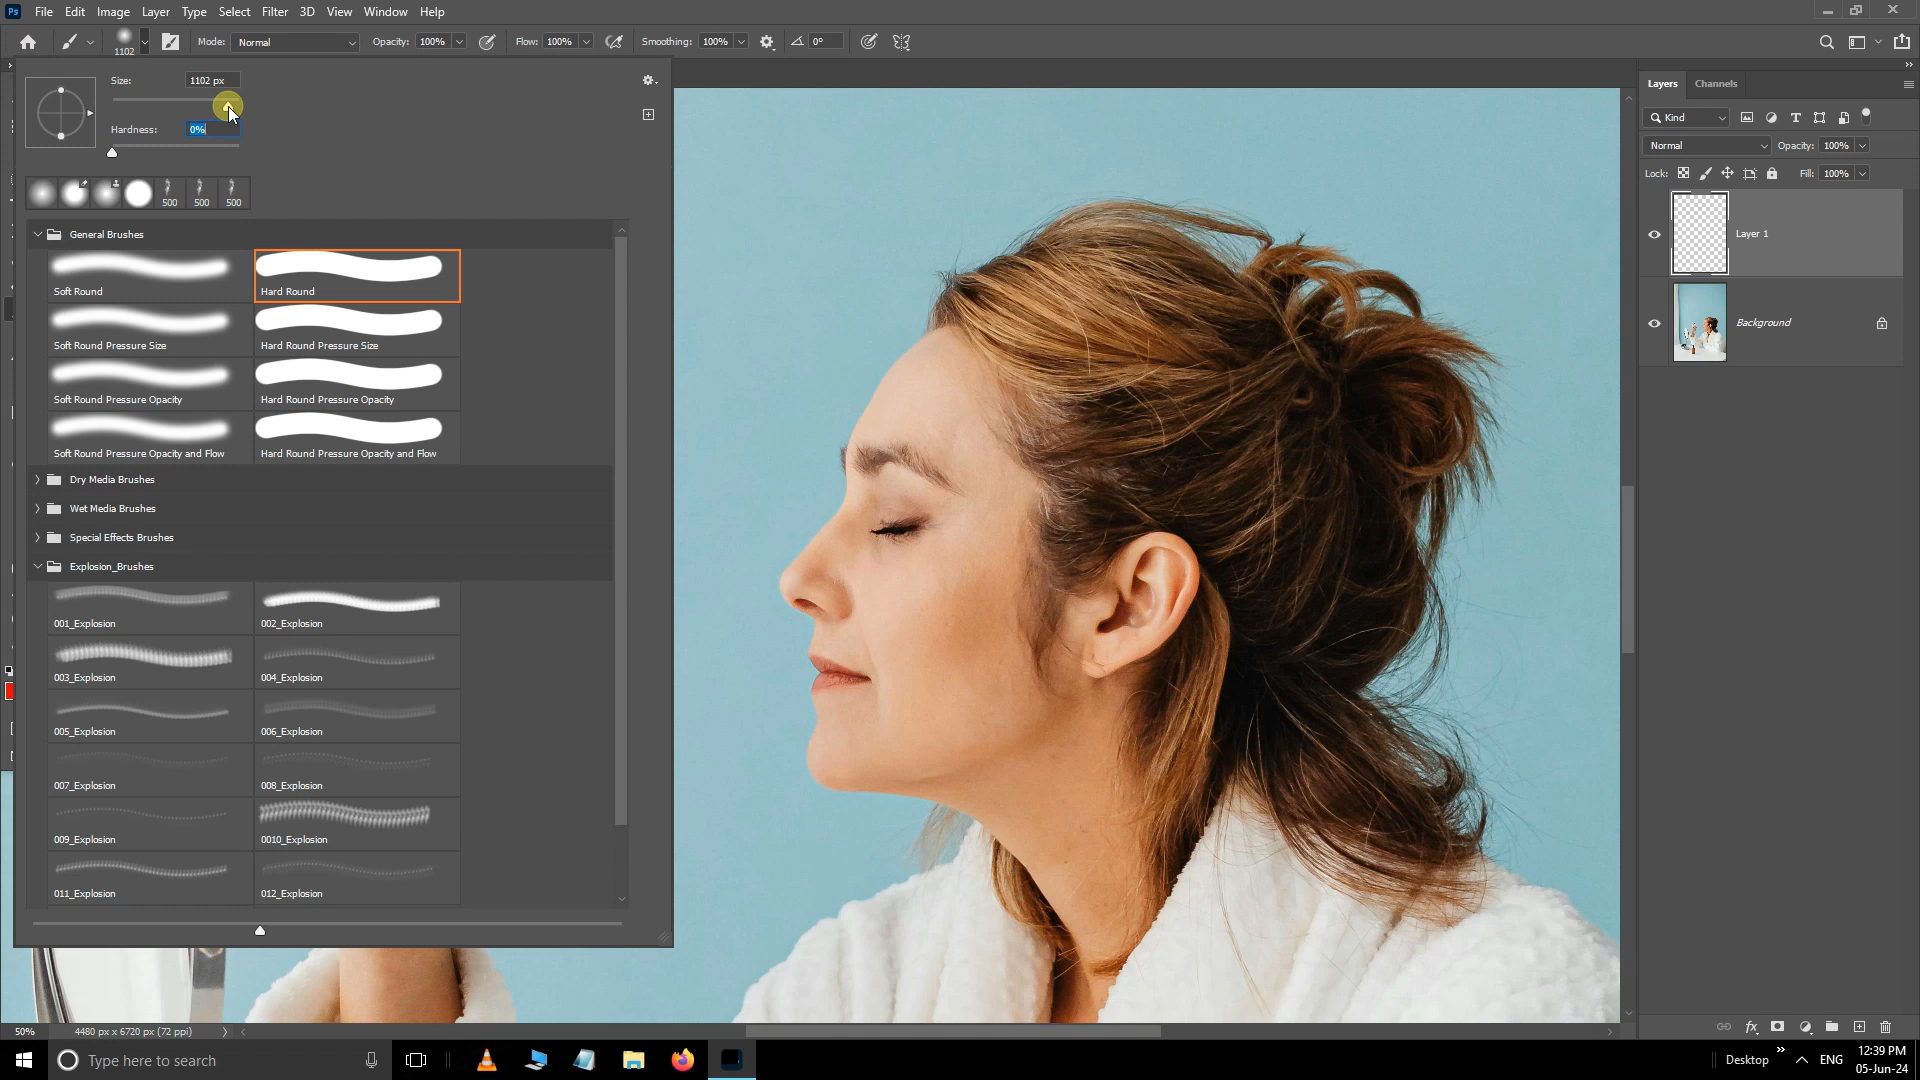 Ps File Edit Image Layer Type Select Filter 3D View Window Help
1102 Mode: Normal Opacity: 100% Flow: 100% Smoothing: 100% 0°
Size: 1102 px
Hardness: 0%
500 500 500
General Brushes
Soft Round Hard Round
Soft Round Pressure Size Hard Round Pressure Size
Soft Round Pressure Opacity Hard Round Pressure Opacity
Soft Round Pressure Opacity and Flow Hard Round Pressure Opacity and Flow
Dry Media Brushes
Wet Media Brushes
Special Effects Brushes
Explosion_Brushes
001_Explosion 002_Explosion
003_Explosion 004_Explosion
005_Explosion 006_Explosion
007_Explosion 008_Explosion
009_Explosion 0010_Explosion
011_Explosion 012_Explosion
Layers Channels
Kind
Normal Opacity: 100%
Lock: Fill: 100%
Layer 1
Background
50% 4480 px x 6720 px (72 ppi)
Type here to search
Desktop ENG 12:39 PM
05-Jun-24